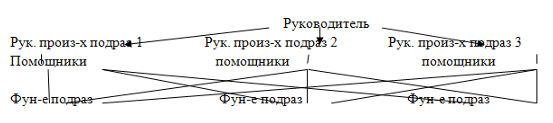 Руководитель
Рук. произ-х подраз 1 Рук. произ-х подраз 2 Рук. произ-х подраз 3
Помощники помощники помощники
Фун-е подраз Фун-е подраз Фун-е подраз